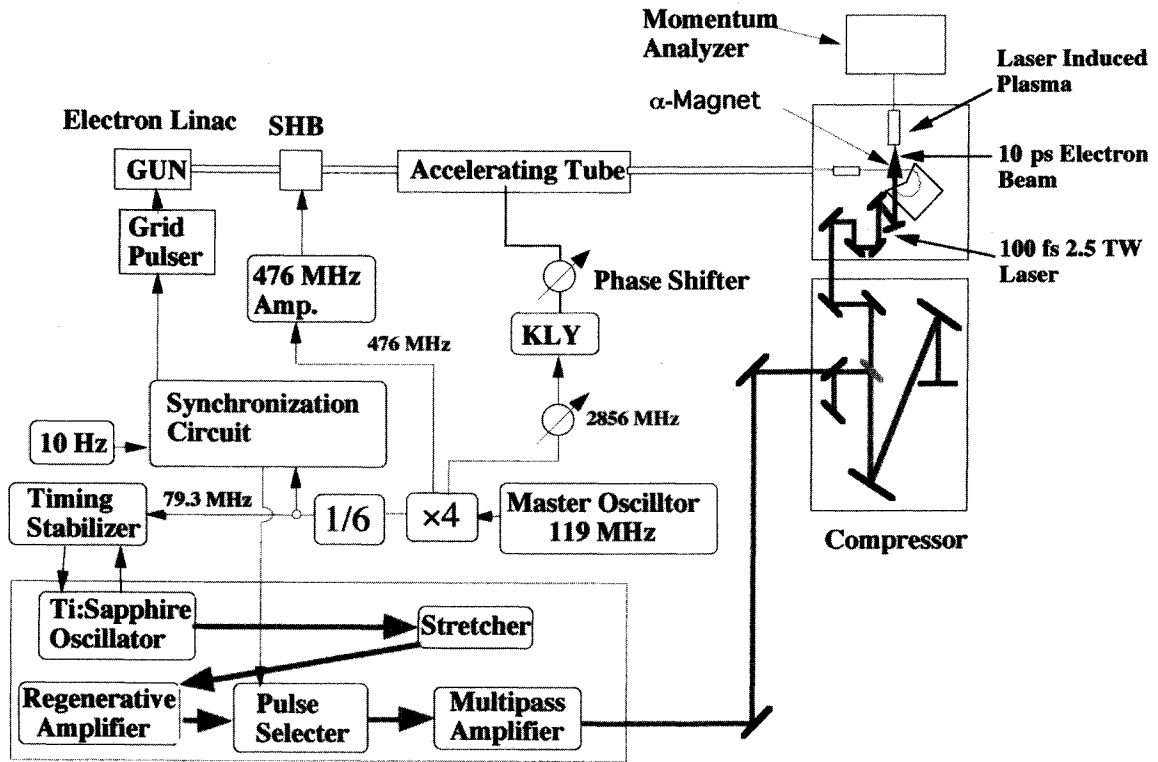 Momentum
Analyzer
Laser Induced
Plasma
α-Magnet
Electron Linac
SHB
GUN
Accelerating Tube
10 ps Electron
Beam
Grid
Pulser
476 MHz
Amp.
Phase Shifter
100 fs 2.5 TW
Laser
KLY
476 MHz
Synchronization
Circuit
2856 MHz
10 Hz
Timing
Stabilizer
79.3 MHz
1/6
×4
Master Oscilltor
119 MHz
Compressor
Ti:Sapphire
Oscillator
Stretcher
Regenerative
Amplifier
Pulse
Selecter
Multipass
Amplifier